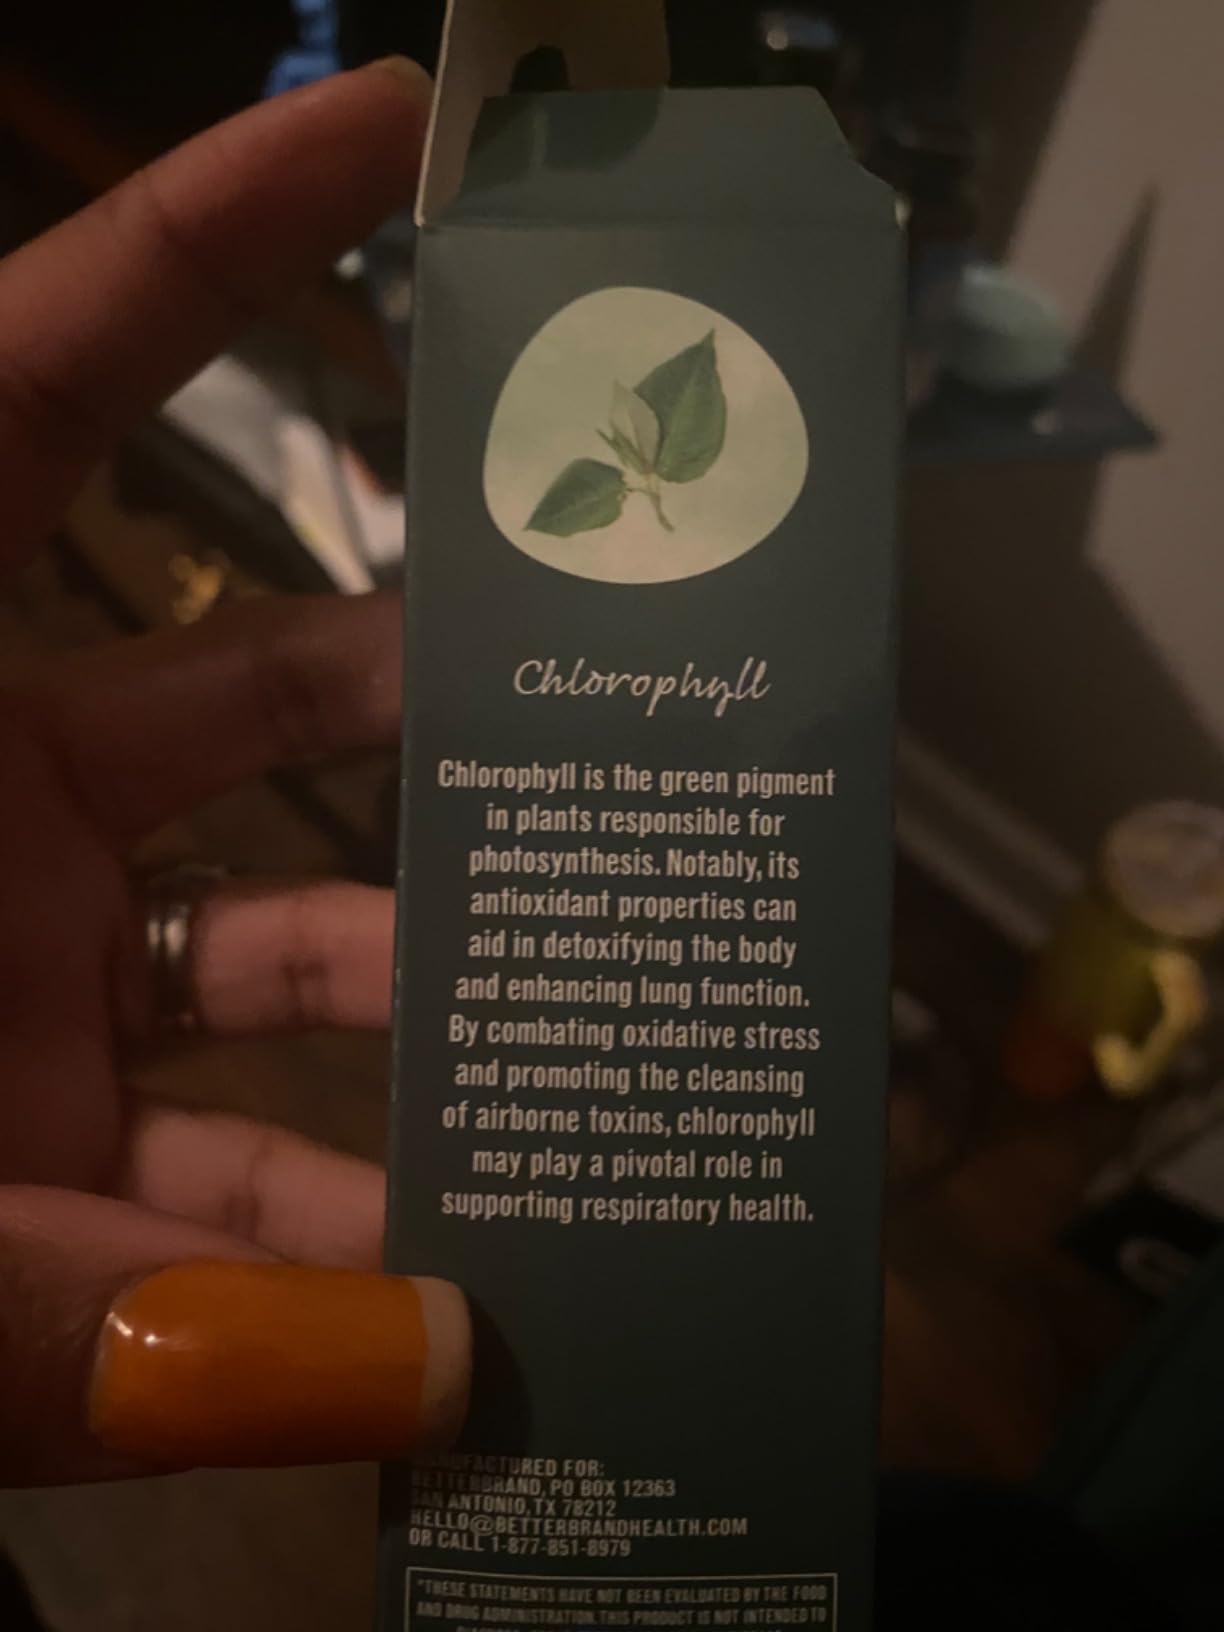 Chlorophyll
Chlorophyll is the green pigment
in plants responsible for
photosynthesis. Notably, its
antioxidant properties can
aid in detoxifying the body
and enhancing lung function.
By combating oxidative stress
and promoting the cleansing
of airborne toxins, chlorophyll
may play a pivotal role in
supporting respiratory health.
MANUFACTURED FOR:
BETTERBRAND, PO BOX 12363
SAN ANTONIO, TX 78212
HELLO@BETTERBRANDHEALTH.COM
OR CALL 1-877-851-8979
*THESE STATEMENTS HAVE NOT BEEN EVALUATED BY THE FOOD
AND DRUG ADMINISTRATION. THIS PRODUCT IS NOT INTENDED TO